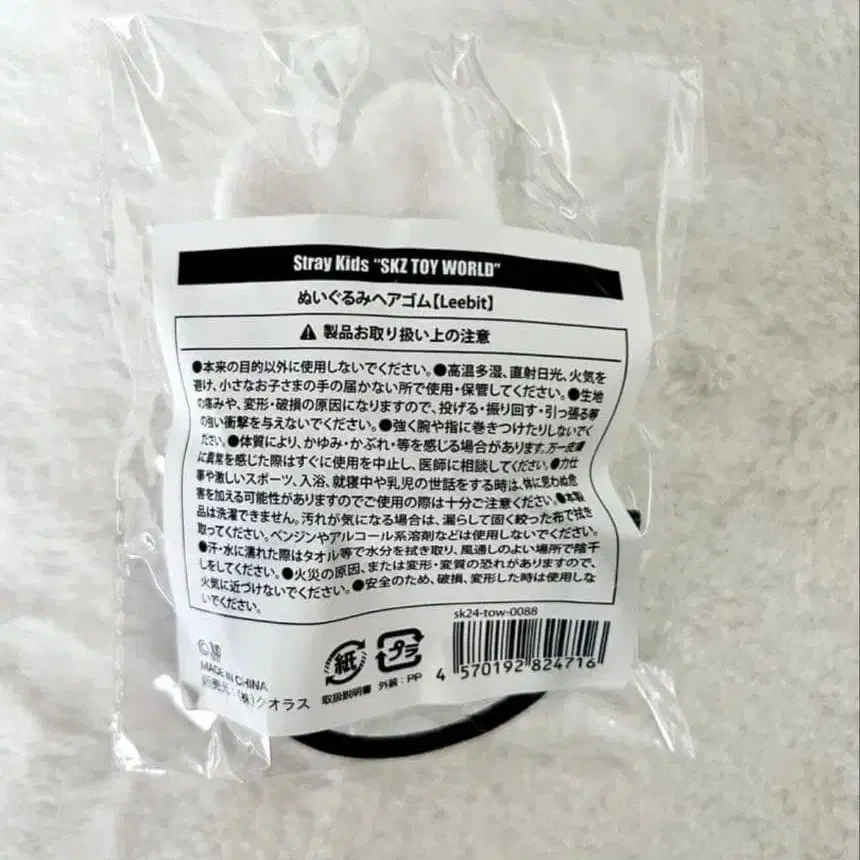 Stray Kids "SKZ TOY WORLD"
ぬいぐるみヘアゴム【Leebit】
⚠ 製品お取り扱い上の注意
●本来の目的以外に使用しないでください。●高温多湿、直射日光、火気を
避け、小さなお子さまの手の届かない所で使用・保管してください。●生地
の痛みや、変形・破損の原因になりますので、投げる・振り回す・引っ張る等
の強い衝撃を与えないでください。●強く腕や指に巻きつけたりしないでく
ださい。●体質により、かゆみ・かぶれ・等を感じる場合があります。万一皮膚
に異常を感じた際はすぐに使用を中止し、医師に相談してください。●力仕
事や激しいスポーツ、入浴、就寝中や乳児の世話をする時は、体に思わぬ危
害を加える可能性がありますのでご使用の際は十分ご注意ください。●本製
品は洗濯できません。汚れが気になる場合は、濡らして固く絞った布で拭き
取ってください。ベンジンやアルコール系溶剤などは使用しないでください。
●汗・水に濡れた際はタオル等で水分を拭き取り、風通しのよい場所で陰干
しをしてください。●火災の原因、または変形・変質の恐れがありますので、
火気に近づけないでください。●安全のため、破損、変形した時は使用しな
いでください。
sk24-tow-0088
MADE IN CHINA
販売元:(株)クオラス
紙
取扱説明書
プラ
外装:PP
4 570192 824716